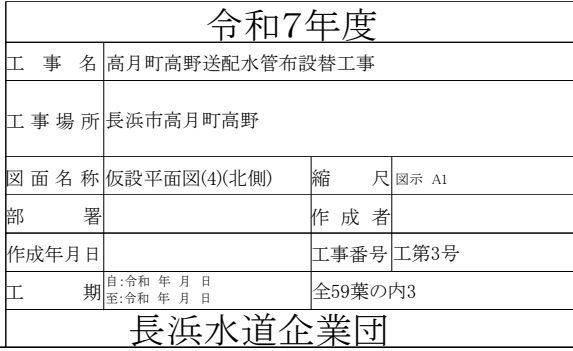 令和7年度
工 事 名 高月町高野送配水管布設替工事
工事場所 長浜市高月町高野
図面名称 仮設平面図(4)(北側) 縮 尺 図示 A1
部 署 作成者
作成年月日 工事番号 工第3号
工 期 自:令和 年 月 日
至:令和 年 月 日 全59葉の内3
長浜水道企業団